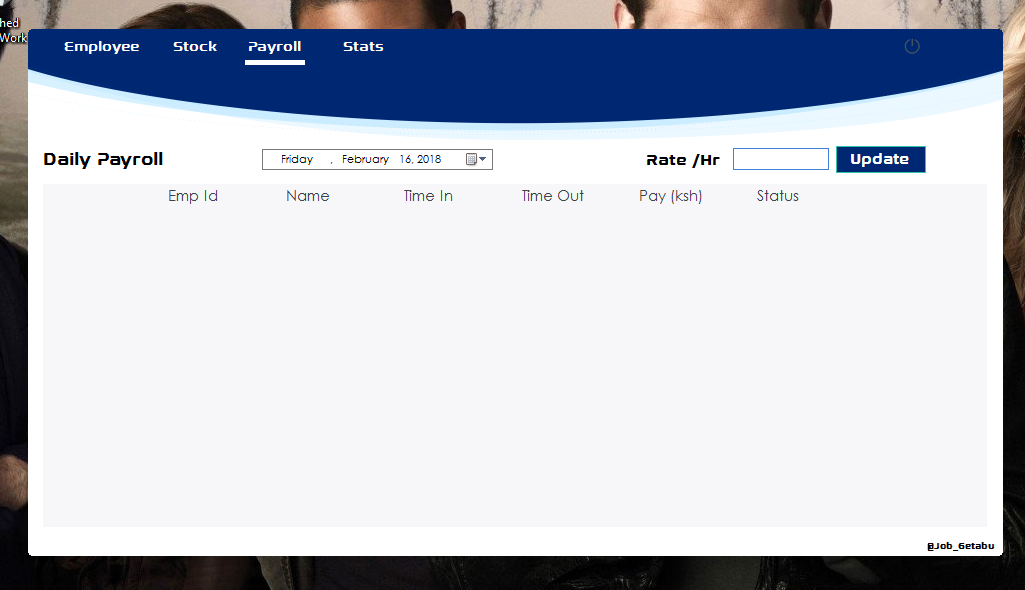 hed
Work
Employee Stock Payroll Stats
Daily Payroll Friday , February 16, 2018 Rate /Hr Update
Emp Id Name Time In Time Out Pay (ksh) Status
@Job_Getabu